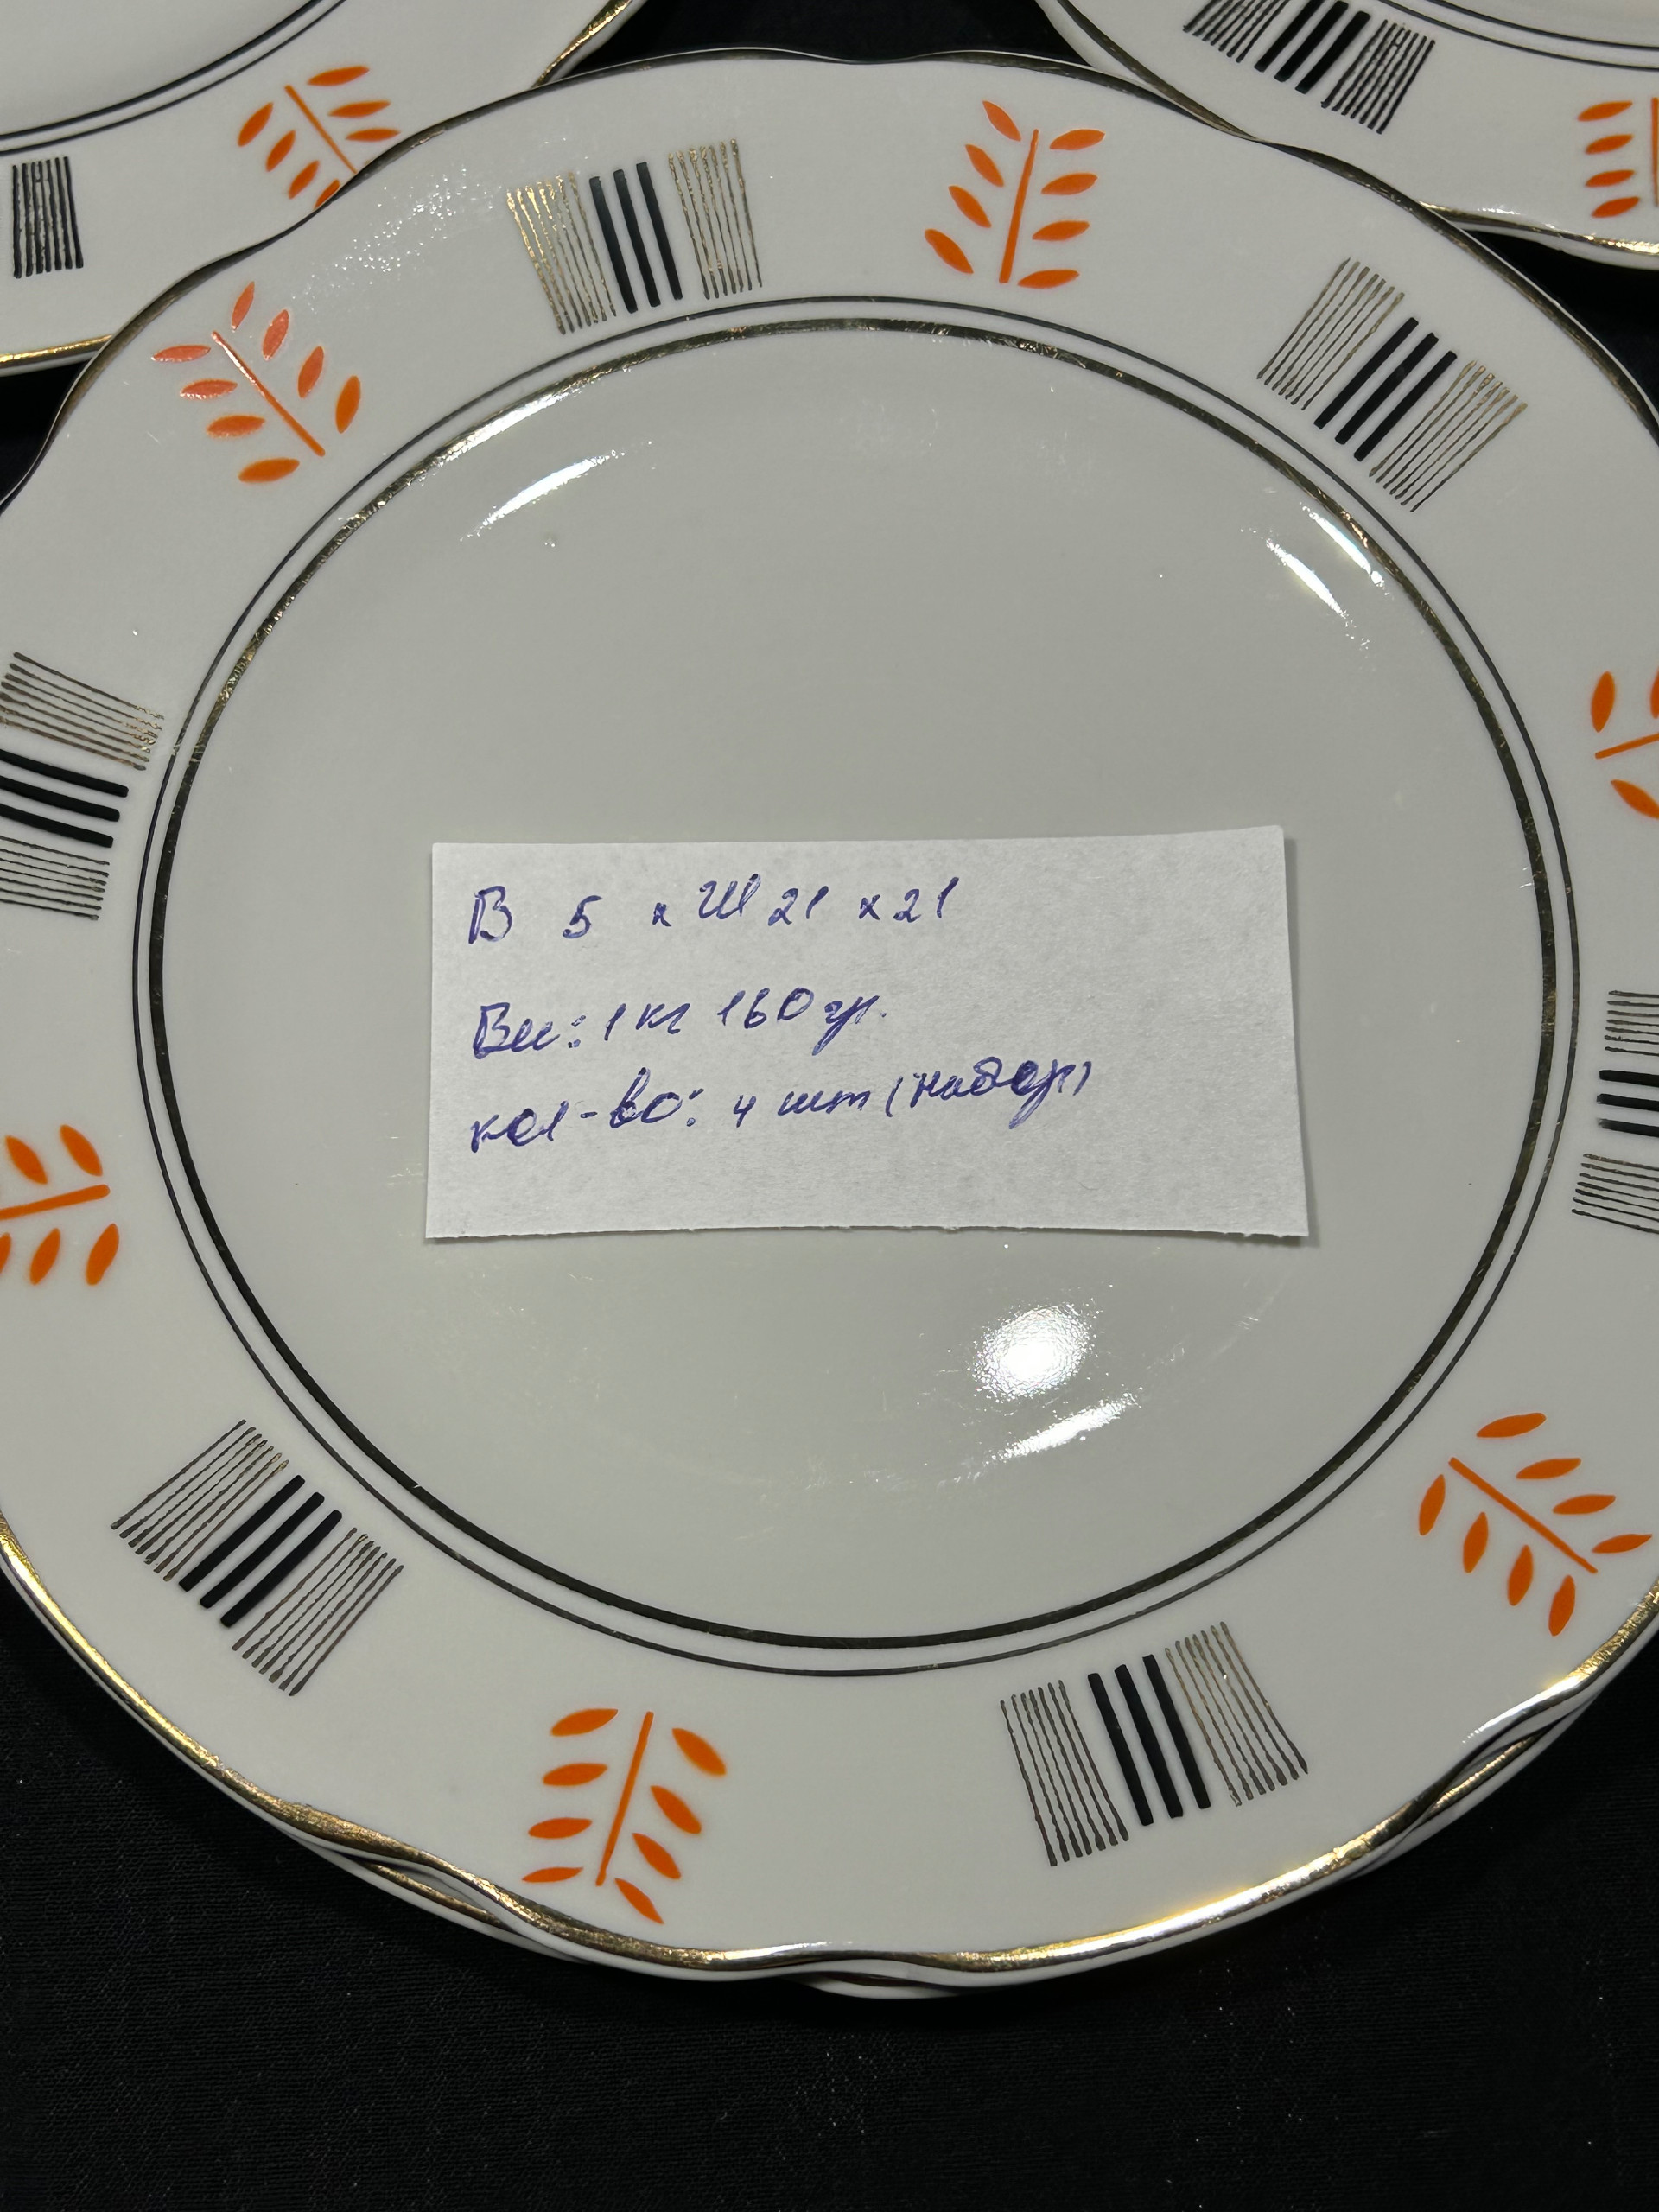 В 5 х Ш 21 х 21
Вес: 1 кг 160 гр.
кол-во: 4 шт (набор)